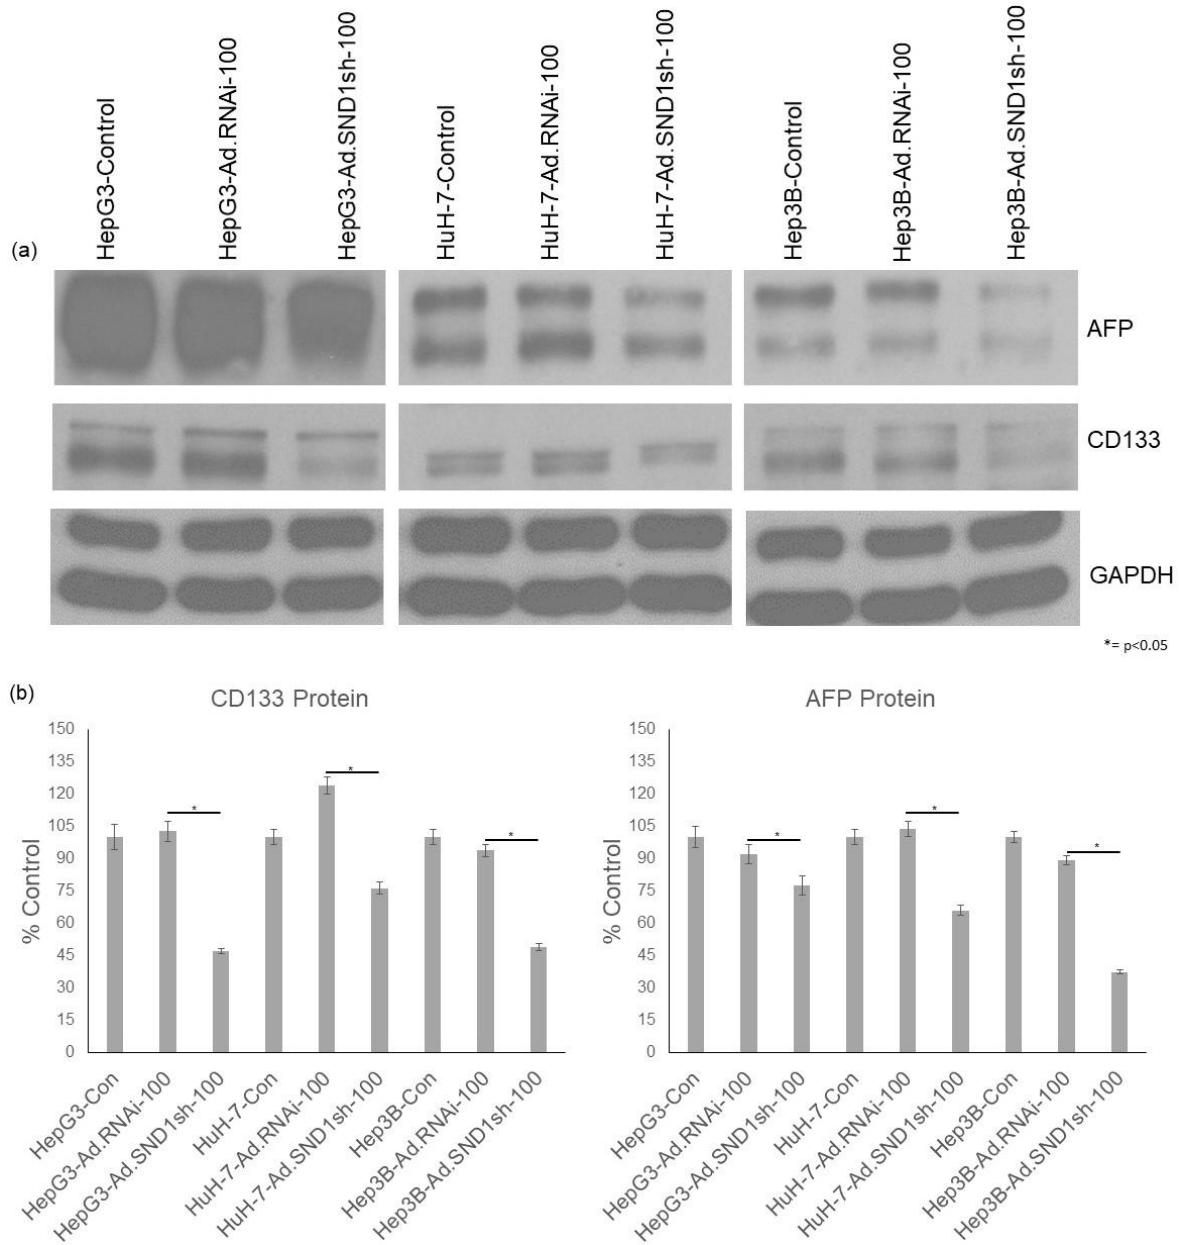 HepG3-Control
HepG3-Ad.RNAi-100
HepG3-Ad.SND1sh-100
HuH-7-Control
HuH-7-Ad.RNAi-100
HuH-7-Ad.SND1sh-100
Hep3B-Control
Hep3B-Ad.RNAi-100
Hep3B-Ad.SND1sh-100
(a)
AFP
CD133
GAPDH
*= p<0.05
(b)
CD133 Protein
% Control
150
135
120
105
90
75
60
45
30
15
0
*
*
*
HepG3-Con
HepG3-Ad.RNAi-100
HepG3-Ad.SND1sh-100
HuH-7-Con
HuH-7-Ad.RNAi-100
HuH-7-Ad.SND1sh-100
Hep3B-Con
Hep3B-Ad.RNAi-100
Hep3B-Ad.SND1sh-100
AFP Protein
% Control
150
135
120
105
90
75
60
45
30
15
0
*
*
*
HepG3-Con
HepG3-Ad.RNAi-100
HepG3-Ad.SND1sh-100
HuH-7-Con
HuH-7-Ad.RNAi-100
HuH-7-Ad.SND1sh-100
Hep3B-Con
Hep3B-Ad.RNAi-100
Hep3B-Ad.SND1sh-100